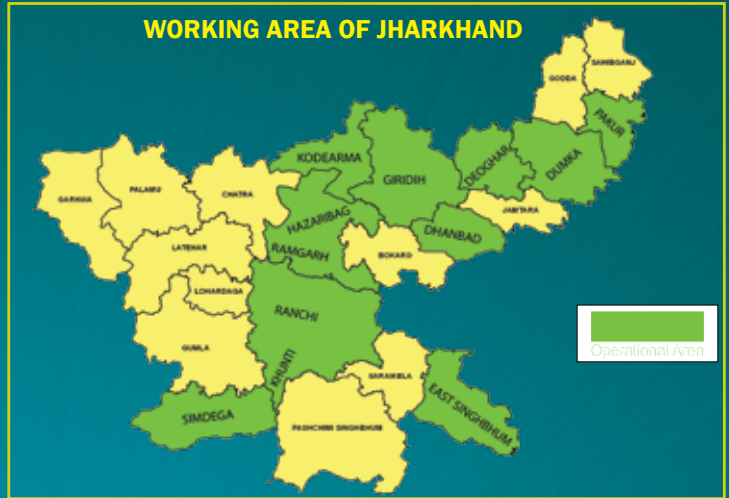 WORKING AREA OF JHARKHAND
SAHIBGANJ
GODDA
PAKUR
KODEARMA
GIRIDIH
DEOGHAR
DUMKA
GARHWA
PALAMU
CHATRA
JAMTARA
HAZARIBAG
DHANBAD
LATEHAR
RAMGARH
BOKARO
LOHARDAGA
RANCHI
GUMLA
KHUNTI
SARAIKELA
SIMDEGA
EAST SINGHBHUM
PASHCHIMI SINGHBHUM
Operational Area